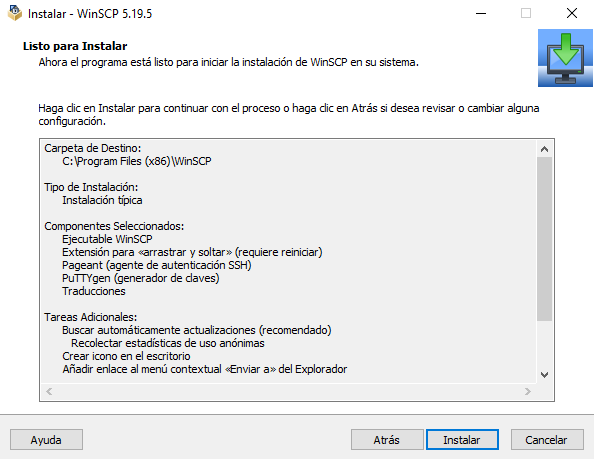 Instalar - WinSCP 5.19.5
Listo para Instalar
Ahora el programa está listo para iniciar la instalación de WinSCP en su sistema.
Haga clic en Instalar para continuar con el proceso o haga clic en Atrás si desea revisar o cambiar alguna
configuración.
Carpeta de Destino:
C:\Program Files (x86)\WinSCP
Tipo de Instalación:
Instalación típica
Componentes Seleccionados:
Ejecutable WinSCP
Extensión para «arrastrar y soltar» (requiere reiniciar)
Pageant (agente de autenticación SSH)
PuTTYgen (generador de claves)
Traducciones
Tareas Adicionales:
Buscar automáticamente actualizaciones (recomendado)
Recolectar estadísticas de uso anónimas
Crear icono en el escritorio
Añadir enlace al menú contextual «Enviar a» del Explorador
Ayuda
Atrás
Instalar
Cancelar